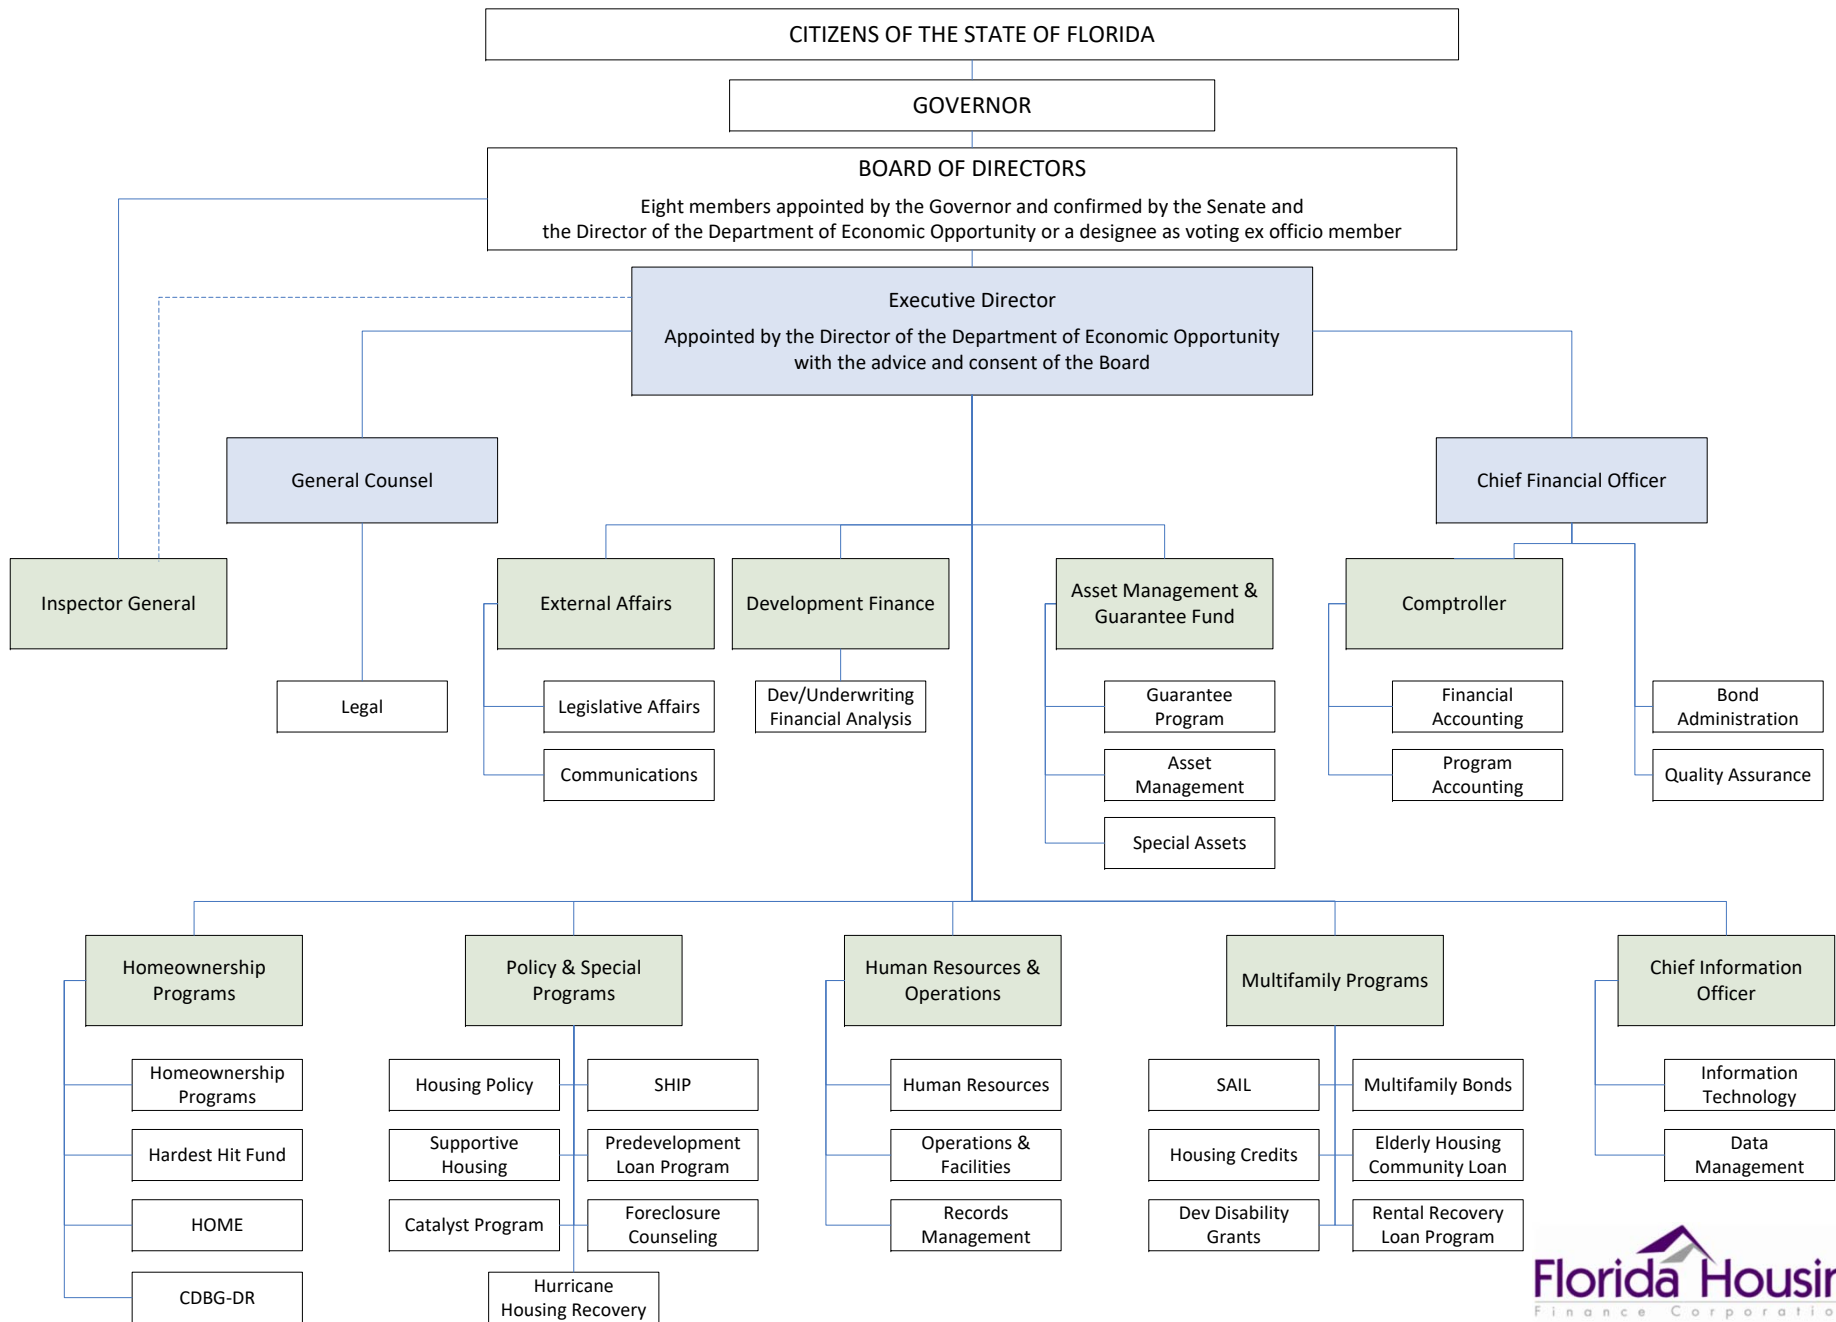 CITIZENS OF THE STATE OF FLORIDA
GOVERNOR
BOARD OF DIRECTORS
Eight members appointed by the Governor and confirmed by the Senate and
the Director of the Department of Economic Opportunity or a designee as voting ex officio member
Executive Director
Appointed by the Director of the Department of Economic Opportunity
with the advice and consent of the Board
General Counsel
Chief Financial Officer
Inspector General
External Affairs
Development Finance
Asset Management &
Guarantee Fund
Comptroller
Legal
Legislative Affairs
Communications
Dev/Underwriting
Financial Analysis
Guarantee
Program
Asset
Management
Special Assets
Financial
Accounting
Program
Accounting
Bond
Administration
Quality Assurance
Homeownership
Programs
Policy & Special
Programs
Human Resources &
Operations
Multifamily Programs
Chief Information
Officer
Homeownership
Programs
Hardest Hit Fund
HOME
CDBG-DR
Housing Policy
SHIP
Supportive
Housing
Predevelopment
Loan Program
Catalyst Program
Foreclosure
Counseling
Hurricane
Housing Recovery
Human Resources
Operations &
Facilities
Records
Management
SAIL
Multifamily Bonds
Housing Credits
Elderly Housing
Community Loan
Dev Disability
Grants
Rental Recovery
Loan Program
Information
Technology
Data
Management
Florida Housin
Finance Corporatio